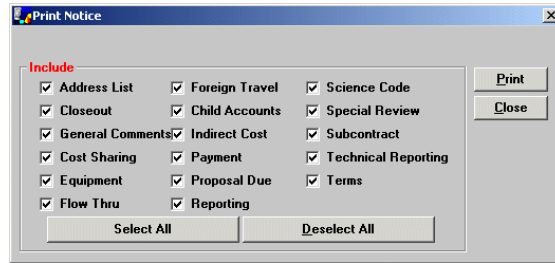 Print Notice
Include
Address List Foreign Travel Science Code
Closeout Child Accounts Special Review
General Comments Indirect Cost Subcontract
Cost Sharing Payment Technical Reporting
Equipment Proposal Due Terms
Flow Thru Reporting
Select All Deselect All
Print
Close